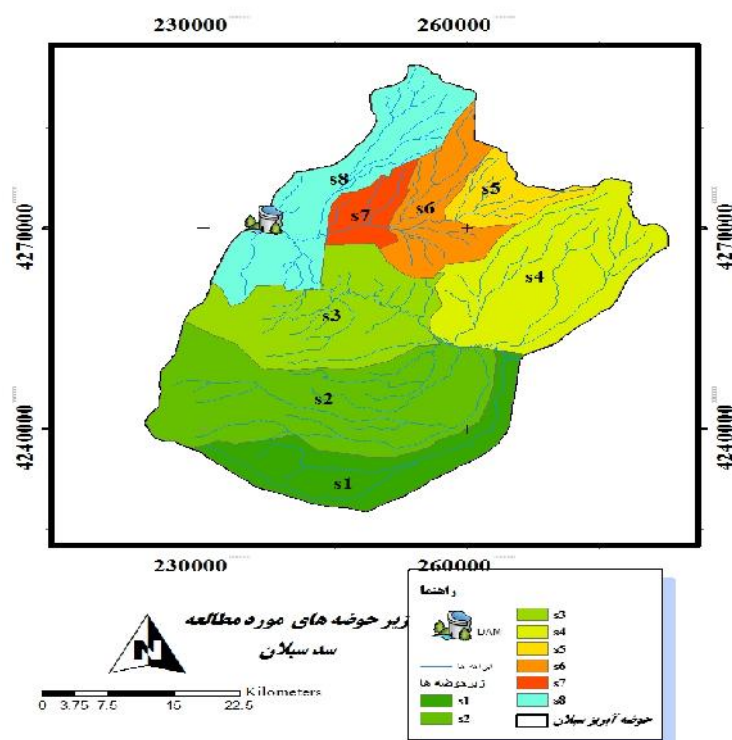 230000 260000
s8
s5
s7
s6
4270000 4270000
s4
s3
s2
4240000 4240000
s1
230000 260000
زیر حوضه های مورد مطالعه
سد سبلان
N
Kilometers
0 3.75 7.5 15 22.5
راهنما
DAM
آبراهه ها
زیرحوضه ها
s1
s2
s3
s4
s5
s6
s7
s8
حوضه آبریز سبلان